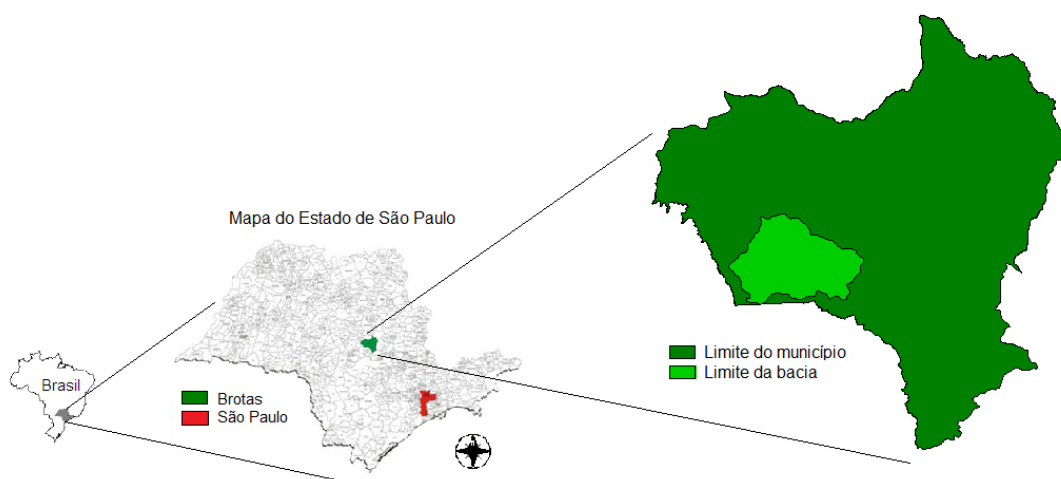 Mapa do Estado de São Paulo
Brasil
Brotas
São Paulo
Limite do município
Limite da bacia